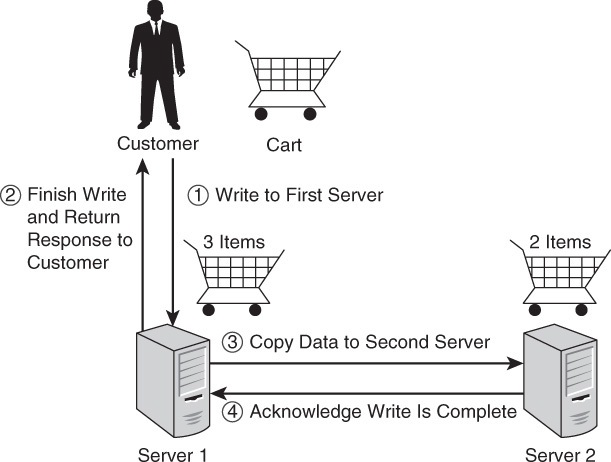 Customer
Cart
② Finish Write
and Return
Response to
Customer
① Write to First Server
3 Items
2 Items
③ Copy Data to Second Server
④ Acknowledge Write Is Complete
Server 1
Server 2